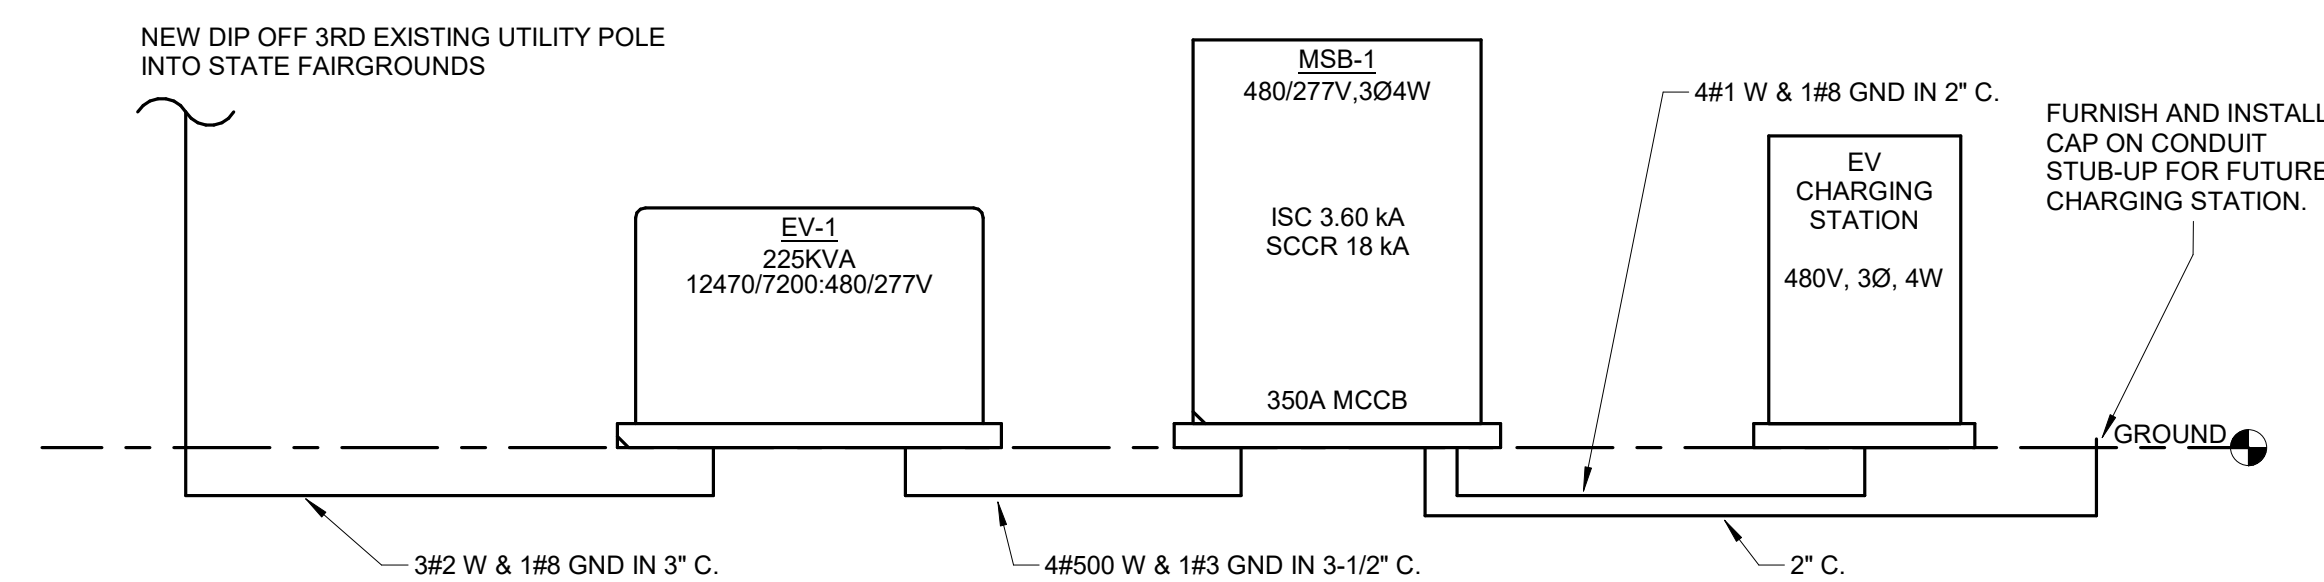 NEW DIP OFF 3RD EXISTING UTILITY POLE
INTO STATE FAIRGROUNDS
EV-1
225KVA
12470/7200:480/277V
MSB-1
480/277V,3Ø4W
ISC 3.60 kA
SCCR 18 kA
350A MCCB
4#1 W & 1#8 GND IN 2" C.
EV
CHARGING
STATION
480V, 3Ø, 4W
FURNISH AND INSTALL
CAP ON CONDUIT
STUB-UP FOR FUTURE
CHARGING STATION.
GROUND
3#2 W & 1#8 GND IN 3" C.
4#500 W & 1#3 GND IN 3-1/2" C.
2" C.